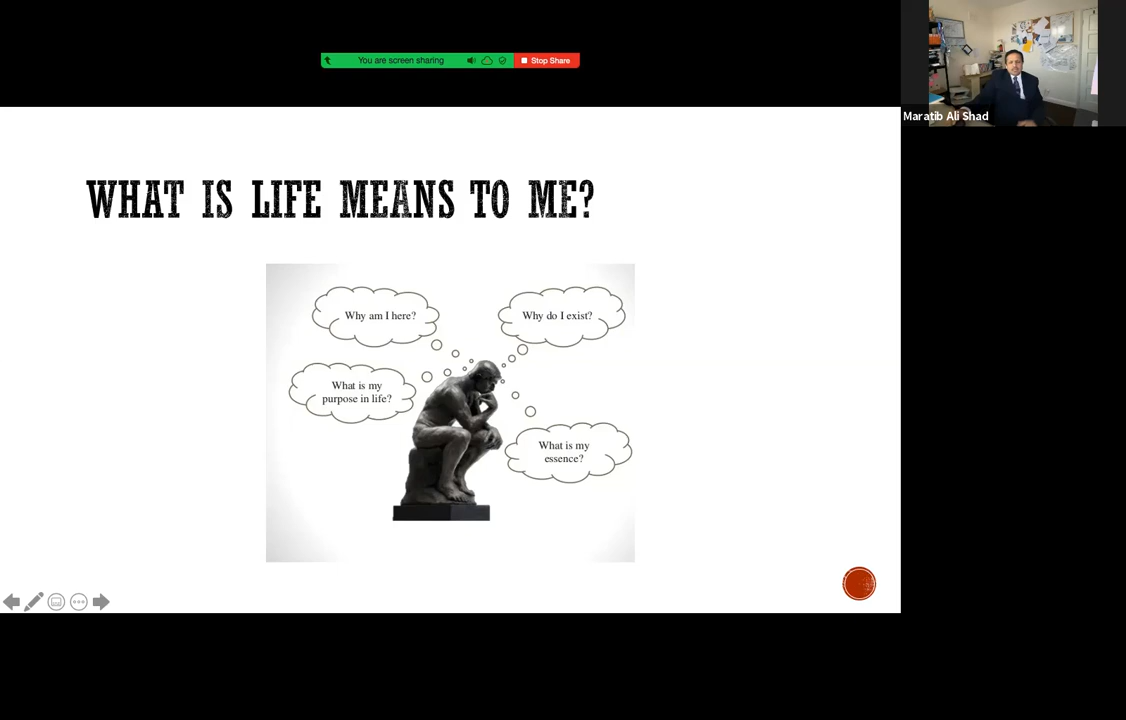 You are screen sharing
Stop Share
Maratib Ali Shad
WHAT IS LIFE MEANS TO ME?
Why am I here?
Why do I exist?
What is my
purpose in life?
What is my
essence?